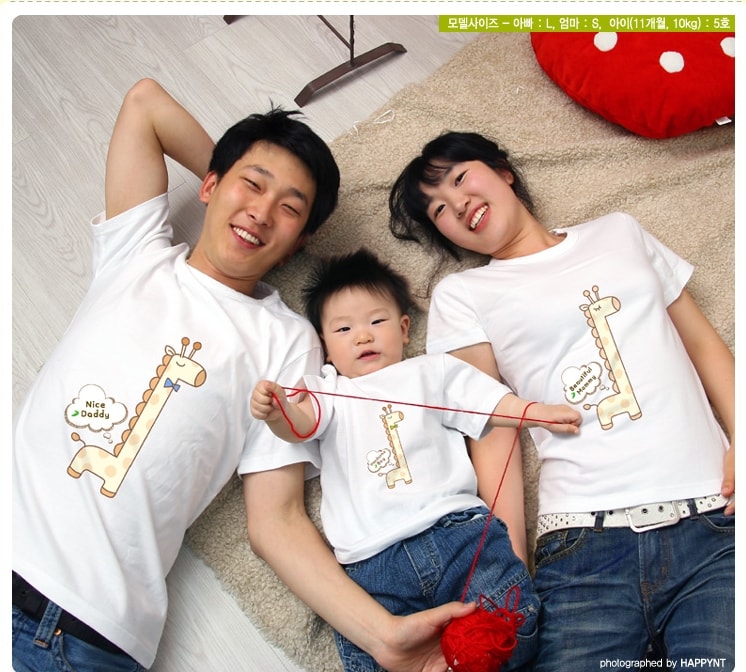 모델사이즈 – 아빠 : L, 엄마 : S, 아이(11개월, 10kg) : 5호
Nice
Daddy
Beautiful
Mommy
photographed by HAPPYNT